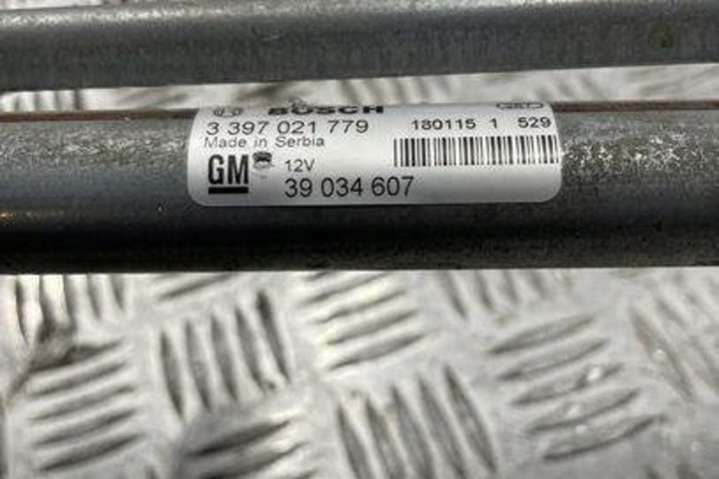 BOSCH
3 397 021 779
180115 1 529
Made in Serbia
GM
12V
39 034 607